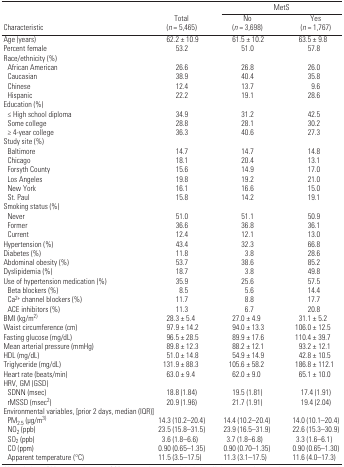 MetS
Total No Yes
Characteristic (n = 5,465) (n = 3,698) (n = 1,767)
Age (years) 62.2 ± 10.9 61.5 ± 10.2 63.5 ± 9.8
Percent female 53.2 51.0 57.8
Race/ethnicity (%)
African American 26.6 26.8 26.0
Caucasian 38.9 40.4 35.8
Chinese 12.4 13.7 9.6
Hispanic 22.2 19.1 28.6
Education (%)
≤ High school diploma 34.9 31.2 42.5
Some college 28.8 28.1 30.2
≥ 4-year college 36.3 40.6 27.3
Study site (%)
Baltimore 14.7 14.7 14.8
Chicago 18.1 20.4 13.1
Forsyth County 15.6 14.9 17.0
Los Angeles 19.8 19.2 21.0
New York 16.1 16.6 15.0
St. Paul 15.8 14.2 19.1
Smoking status (%)
Never 51.0 51.1 50.9
Former 36.6 36.8 36.1
Current 12.4 12.1 13.0
Hypertension (%) 43.4 32.3 66.8
Diabetes (%) 11.8 3.8 28.6
Abdominal obesity (%) 53.7 38.6 85.2
Dyslipidemia (%) 18.7 3.8 49.8
Use of hypertension medication (%) 35.9 25.6 57.5
Beta blockers (%) 8.5 5.6 14.4
Ca²⁺ channel blockers (%) 11.7 8.8 17.7
ACE inhibitors (%) 11.3 6.7 20.8
BMI (kg/m²) 28.3 ± 5.4 27.0 ± 4.9 31.1 ± 5.2
Waist circumference (cm) 97.9 ± 14.2 94.0 ± 13.3 106.0 ± 12.5
Fasting glucose (mg/dL) 96.5 ± 28.5 89.9 ± 17.6 110.4 ± 39.7
Mean arterial pressure (mmHg) 89.8 ± 12.3 88.2 ± 12.1 93.2 ± 12.1
HDL (mg/dL) 51.0 ± 14.8 54.9 ± 14.9 42.8 ± 10.5
Triglyceride (mg/dL) 131.9 ± 88.3 105.6 ± 58.2 186.8 ± 112.1
Heart rate (beats/min) 63.0 ± 9.4 62.0 ± 9.0 65.1 ± 10.0
HRV, GM (GSD)
SDNN (msec) 18.8 (1.84) 19.5 (1.81) 17.4 (1.91)
rMSSD (msec²) 20.9 (1.96) 21.7 (1.91) 19.4 (2.04)
Environmental variables, [prior 2 days, median (IQR)]
PM₂.₅ (µg/m³) 14.3 (10.2–20.4) 14.4 (10.2–20.4) 14.0 (10.1–20.4)
NO₂ (ppb) 23.5 (15.8–31.5) 23.9 (16.5–31.9) 22.6 (15.3–30.9)
SO₂ (ppb) 3.6 (1.8–6.6) 3.7 (1.8–6.8) 3.3 (1.6–6.1)
CO (ppm) 0.90 (0.65–1.35) 0.90 (0.70–1.35) 0.90 (0.65–1.30)
Apparent temperature (°C) 11.5 (3.5–17.5) 11.3 (3.1–17.5) 11.6 (4.0–17.3)